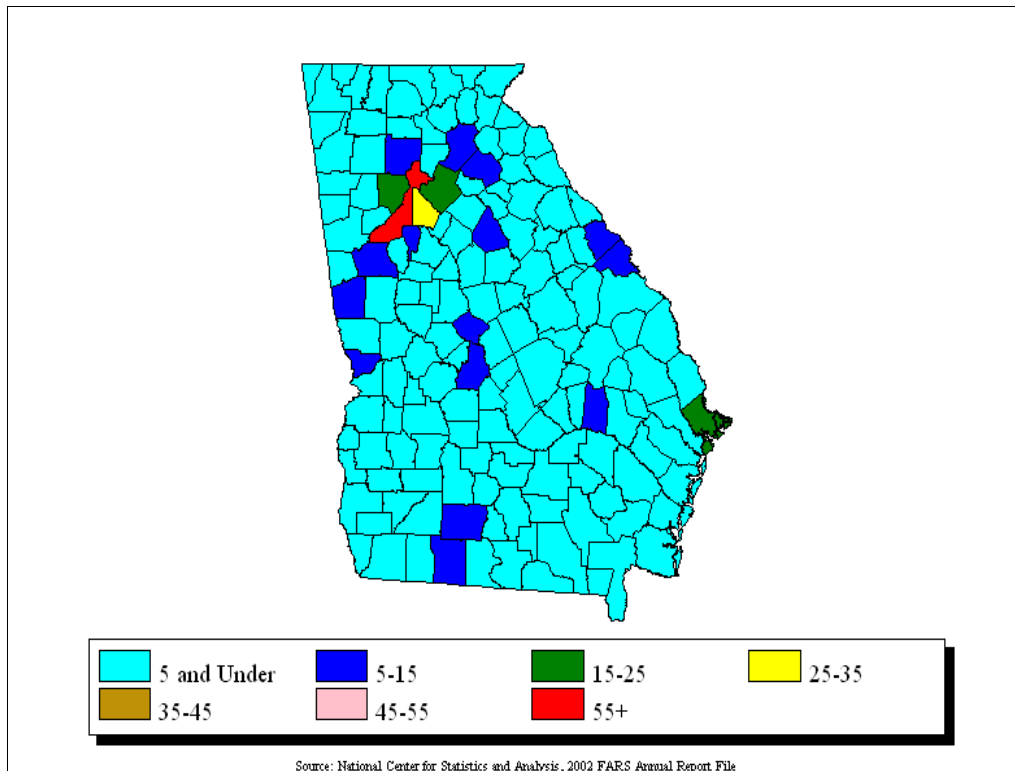 5 and Under 5-15 15-25 25-35
35-45 45-55 55+
Source: National Center for Statistics and Analysis, 2002 FARS Annual Report File